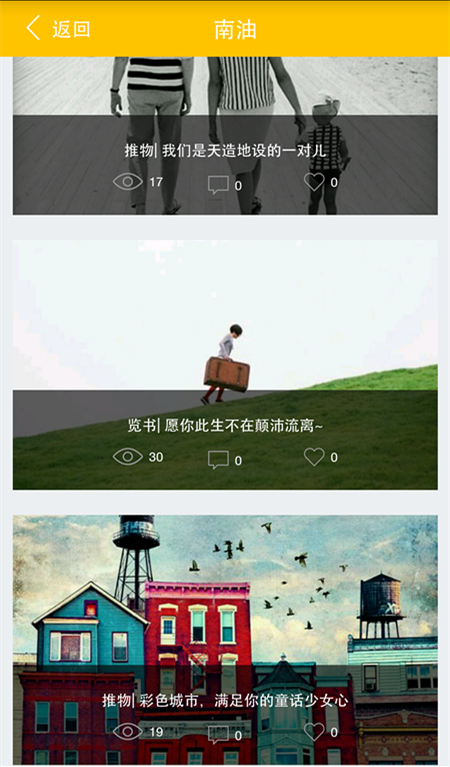 返回
南油
推物| 我们是天造地设的一对儿
17 0 0
览书| 愿你此生不在颠沛流离~
30 0 0
推物| 彩色城市，满足你的童话少女心
19 0 0